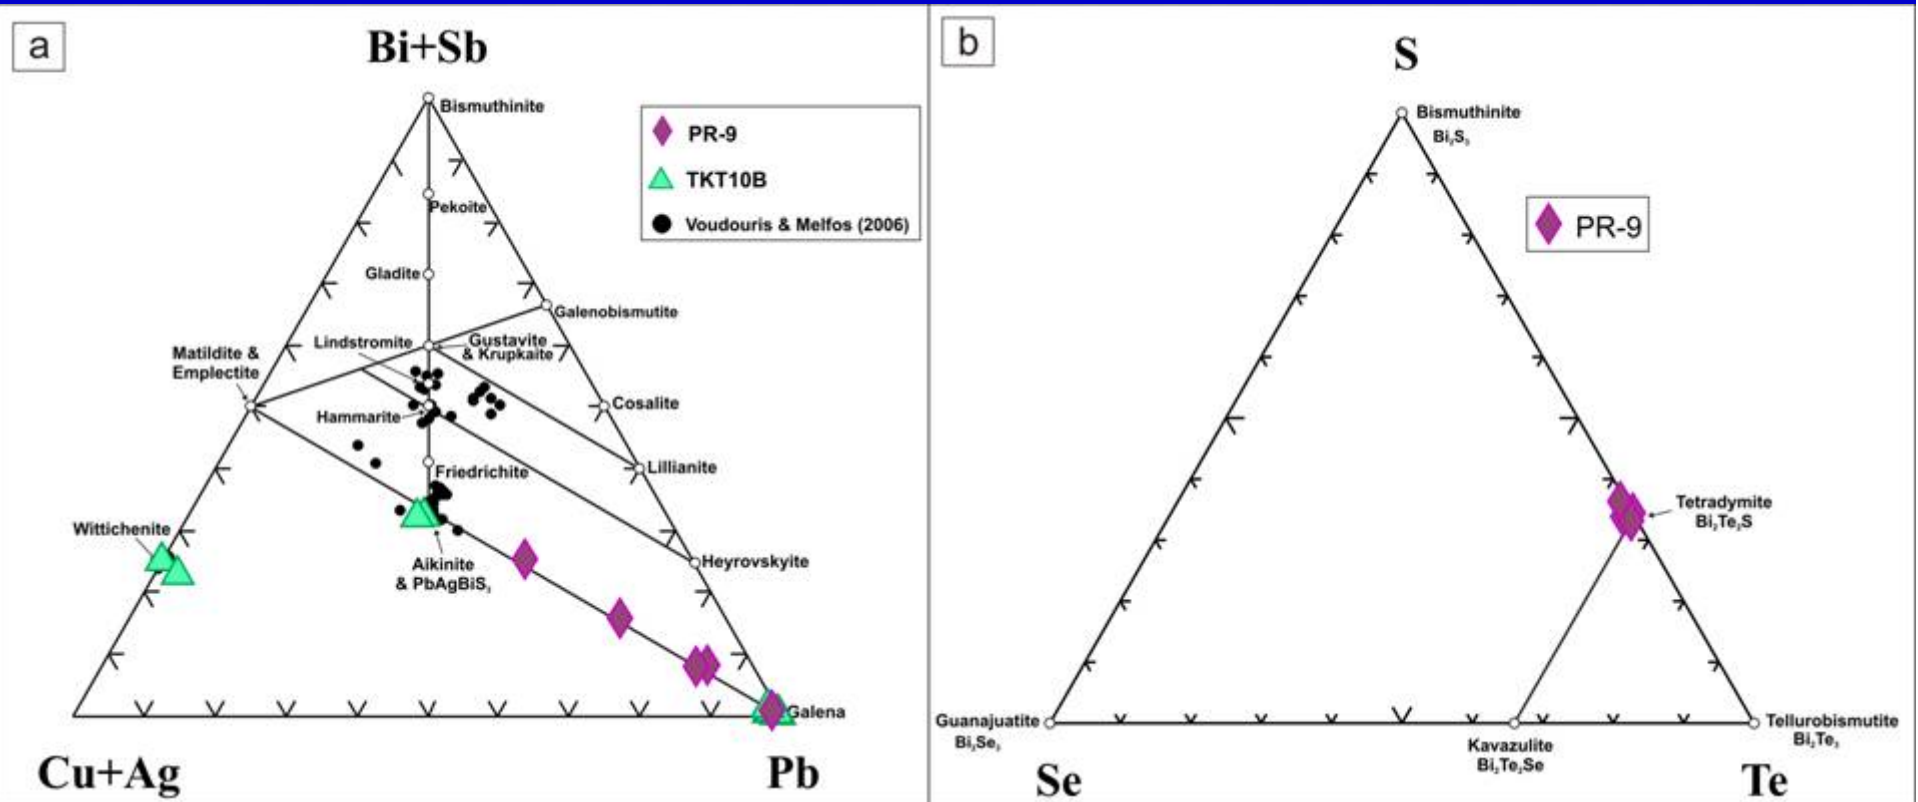 a
Bi+Sb
Bismuthinite
PR-9
TKT10B
Voudouris & Melfos (2006)
Pekoite
Gladite
Galenobismutite
Lindstromite
Gustavite
& Krupkaite
Matildite &
Emplectite
Hammarite
Cosalite
Friedrichite
Lillianite
Wittichenite
Aikinite
& PbAgBiS₃
Heyrovskyite
Galena
Cu+Ag
Pb
b
S
Bismuthinite
Bi₂S₃
PR-9
Tetradymite
Bi₂Te₂S
Guanajuatite
Bi₂Se₃
Kavazulite
Bi₂Te₂Se
Tellurobismutite
Bi₂Te₃
Se
Te